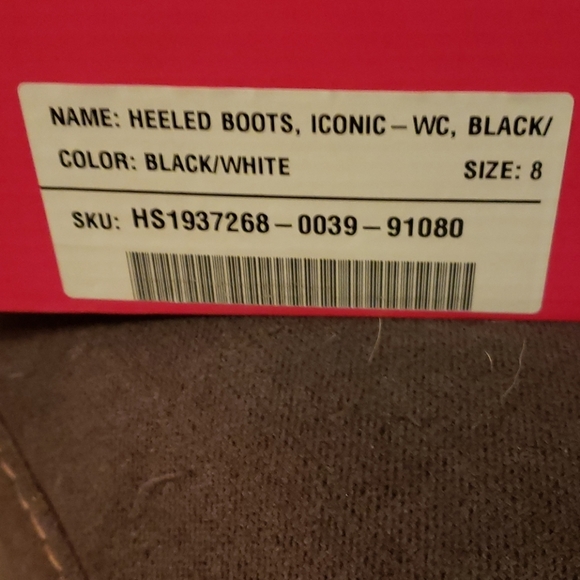 NAME: HEELED BOOTS, ICONIC-WC, BLACK/
COLOR: BLACK/WHITE SIZE: 8
SKU: HS1937268-0039-91080